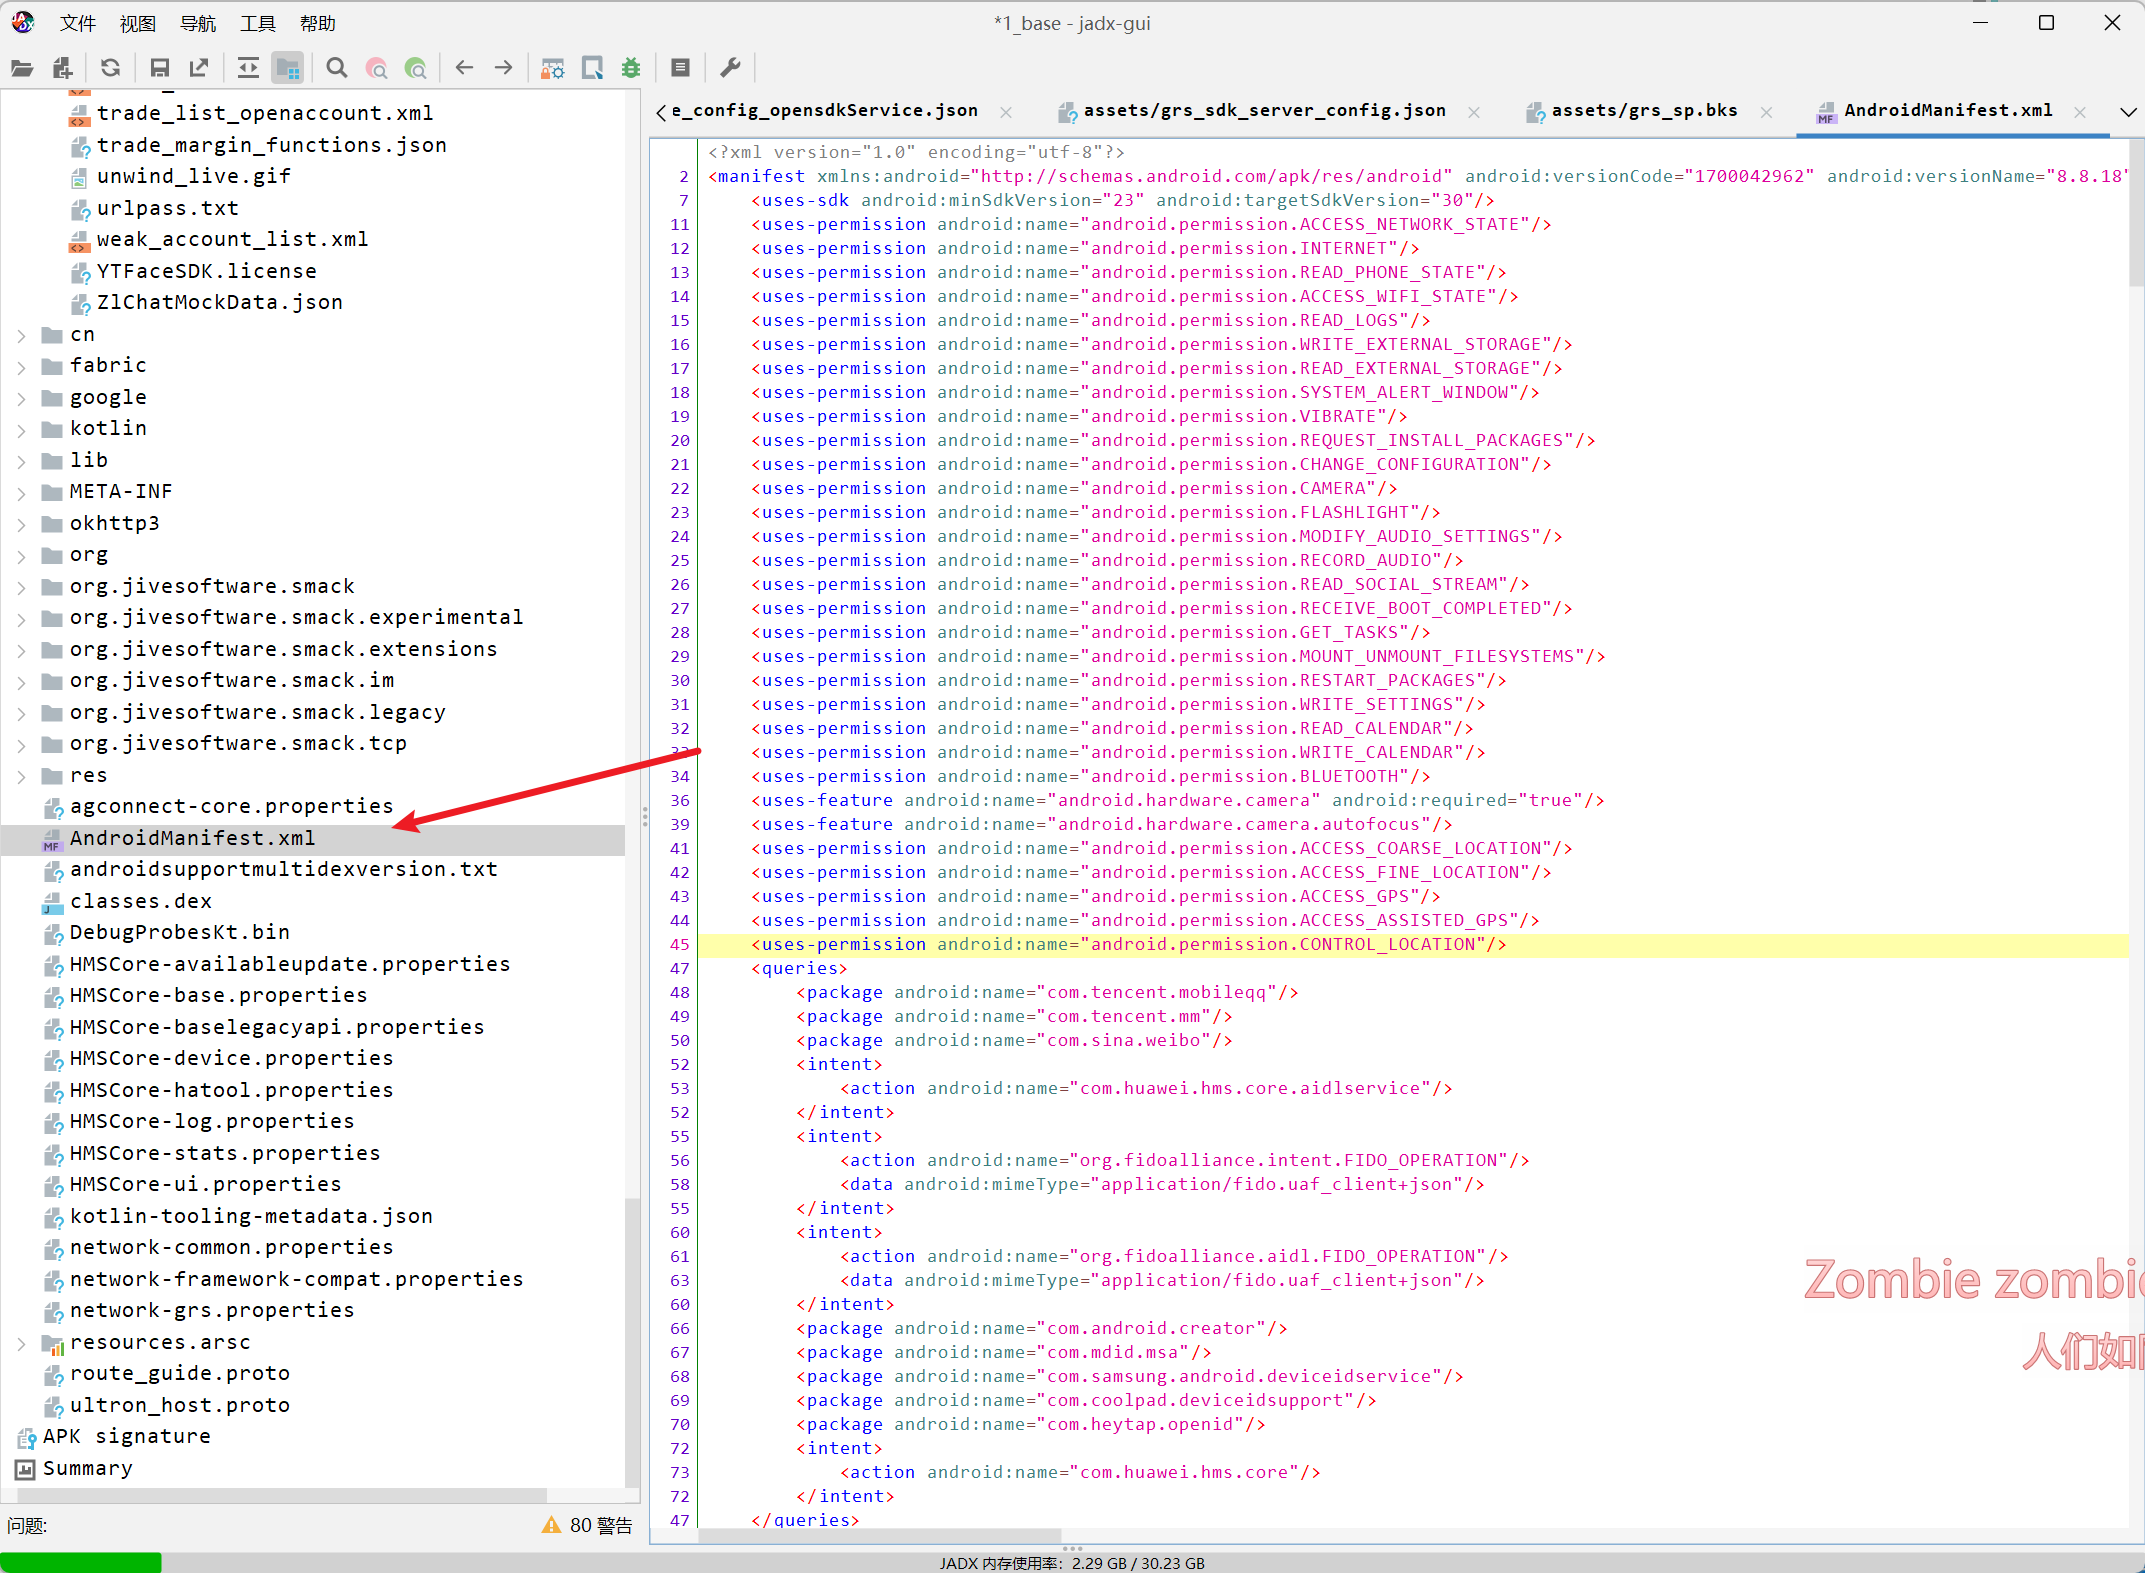 文件 视图 导航 工具 帮助
*1_base - jadx-gui
trade_list_openaccount.xml
trade_margin_functions.json
unwind_live.gif
urlpass.txt
weak_account_list.xml
YTFaceSDK.license
ZlChatMockData.json
cn
fabric
google
kotlin
lib
META-INF
okhttp3
org
org.jivesoftware.smack
org.jivesoftware.smack.experimental
org.jivesoftware.smack.extensions
org.jivesoftware.smack.im
org.jivesoftware.smack.legacy
org.jivesoftware.smack.tcp
res
agconnect-core.properties
AndroidManifest.xml
androidsupportmultidexversion.txt
classes.dex
DebugProbesKt.bin
HMSCore-availableupdate.properties
HMSCore-base.properties
HMSCore-baselegacyapi.properties
HMSCore-device.properties
HMSCore-hatool.properties
HMSCore-log.properties
HMSCore-stats.properties
HMSCore-ui.properties
kotlin-tooling-metadata.json
network-common.properties
network-framework-compat.properties
network-grs.properties
resources.arsc
route_guide.proto
ultron_host.proto
APK signature
Summary
问题:
80 警告
e_config_opensdkService.json assets/grs_sdk_server_config.json assets/grs_sp.bks AndroidManifest.xml
<?xml version="1.0" encoding="utf-8"?>
2 <manifest xmlns:android="http://schemas.android.com/apk/res/android" android:versionCode="1700042962" android:versionName="8.8.18"
7 <uses-sdk android:minSdkVersion="23" android:targetSdkVersion="30"/>
11 <uses-permission android:name="android.permission.ACCESS_NETWORK_STATE"/>
12 <uses-permission android:name="android.permission.INTERNET"/>
13 <uses-permission android:name="android.permission.READ_PHONE_STATE"/>
14 <uses-permission android:name="android.permission.ACCESS_WIFI_STATE"/>
15 <uses-permission android:name="android.permission.READ_LOGS"/>
16 <uses-permission android:name="android.permission.WRITE_EXTERNAL_STORAGE"/>
17 <uses-permission android:name="android.permission.READ_EXTERNAL_STORAGE"/>
18 <uses-permission android:name="android.permission.SYSTEM_ALERT_WINDOW"/>
19 <uses-permission android:name="android.permission.VIBRATE"/>
20 <uses-permission android:name="android.permission.REQUEST_INSTALL_PACKAGES"/>
21 <uses-permission android:name="android.permission.CHANGE_CONFIGURATION"/>
22 <uses-permission android:name="android.permission.CAMERA"/>
23 <uses-permission android:name="android.permission.FLASHLIGHT"/>
24 <uses-permission android:name="android.permission.MODIFY_AUDIO_SETTINGS"/>
25 <uses-permission android:name="android.permission.RECORD_AUDIO"/>
26 <uses-permission android:name="android.permission.READ_SOCIAL_STREAM"/>
27 <uses-permission android:name="android.permission.RECEIVE_BOOT_COMPLETED"/>
28 <uses-permission android:name="android.permission.GET_TASKS"/>
29 <uses-permission android:name="android.permission.MOUNT_UNMOUNT_FILESYSTEMS"/>
30 <uses-permission android:name="android.permission.RESTART_PACKAGES"/>
31 <uses-permission android:name="android.permission.WRITE_SETTINGS"/>
32 <uses-permission android:name="android.permission.READ_CALENDAR"/>
33 <uses-permission android:name="android.permission.WRITE_CALENDAR"/>
34 <uses-permission android:name="android.permission.BLUETOOTH"/>
36 <uses-feature android:name="android.hardware.camera" android:required="true"/>
39 <uses-feature android:name="android.hardware.camera.autofocus"/>
41 <uses-permission android:name="android.permission.ACCESS_COARSE_LOCATION"/>
42 <uses-permission android:name="android.permission.ACCESS_FINE_LOCATION"/>
43 <uses-permission android:name="android.permission.ACCESS_GPS"/>
44 <uses-permission android:name="android.permission.ACCESS_ASSISTED_GPS"/>
45 <uses-permission android:name="android.permission.CONTROL_LOCATION"/>
47 <queries>
48 <package android:name="com.tencent.mobileqq"/>
49 <package android:name="com.tencent.mm"/>
50 <package android:name="com.sina.weibo"/>
52 <intent>
53 <action android:name="com.huawei.hms.core.aidlservice"/>
52 </intent>
55 <intent>
56 <action android:name="org.fidoalliance.intent.FIDO_OPERATION"/>
58 <data android:mimeType="application/fido.uaf_client+json"/>
55 </intent>
60 <intent>
61 <action android:name="org.fidoalliance.aidl.FIDO_OPERATION"/>
63 <data android:mimeType="application/fido.uaf_client+json"/>
60 </intent>
66 <package android:name="com.android.creator"/>
67 <package android:name="com.mdid.msa"/>
68 <package android:name="com.samsung.android.deviceidservice"/>
69 <package android:name="com.coolpad.deviceidsupport"/>
70 <package android:name="com.heytap.openid"/>
72 <intent>
73 <action android:name="com.huawei.hms.core"/>
72 </intent>
47 </queries>
Zombie zombie
人们如
JADX 内存使用率：2.29 GB / 30.23 GB